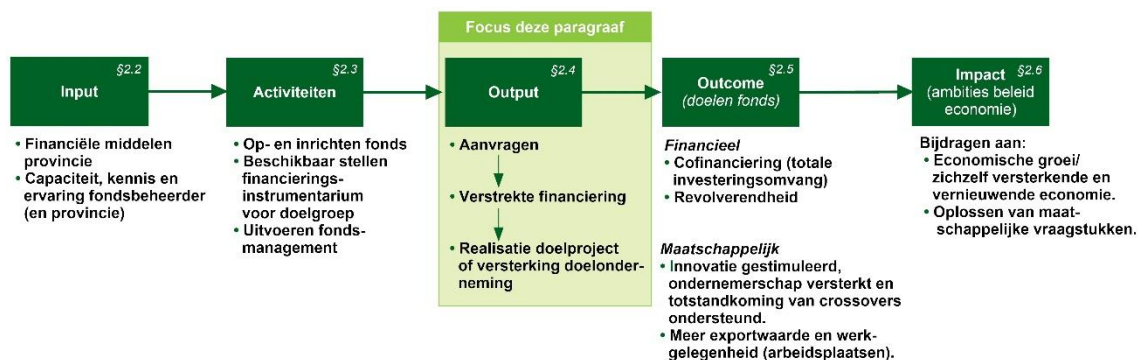 Focus deze paragraaf
§2.2
Input
Financiële middelen
provincie
Capaciteit, kennis en
ervaring fondsbeheerder
(en provincie)
§2.3
Activiteiten
Op- en inrichten fonds
Beschikbaar stellen
financierings-
instrumentarium
voor doelgroep
Uitvoeren fonds-
management
§2.4
Output
Aanvragen
Verstrekte financiering
Realisatie doelproject
of versterking doelonder-
neming
§2.5
Outcome
(doelen fonds)
Financieel
Cofinanciering (totale
investeringsomvang)
Revolverendheid
Maatschappelijk
Innovatie gestimuleerd,
ondernemerschap versterkt en
totstandkoming van crossovers
ondersteund.
Meer exportwaarde en werk-
gelegenheid (arbeidsplaatsen).
§2.6
Impact
(ambities beleid
economie)
Bijdragen aan:
Economische groei/
zichzelf versterkende en
vernieuwende economie.
Oplossen van maat-
schappelijke vraagstukken.